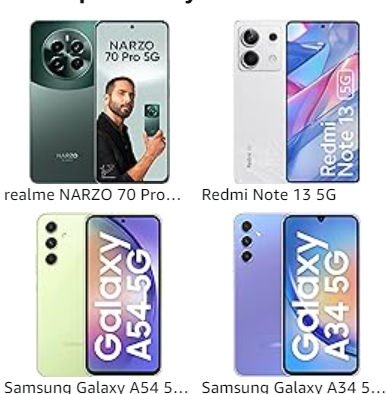 NARZO
70 Pro 5G
NARZO
realme NARZO 70 Pro...
Redmi
Note 13 5G
Redmi Note 13 5G
Galaxy
A54 5G
Samsung Galaxy A54 5...
Galaxy
A34 5G
Samsung Galaxy A34 5...